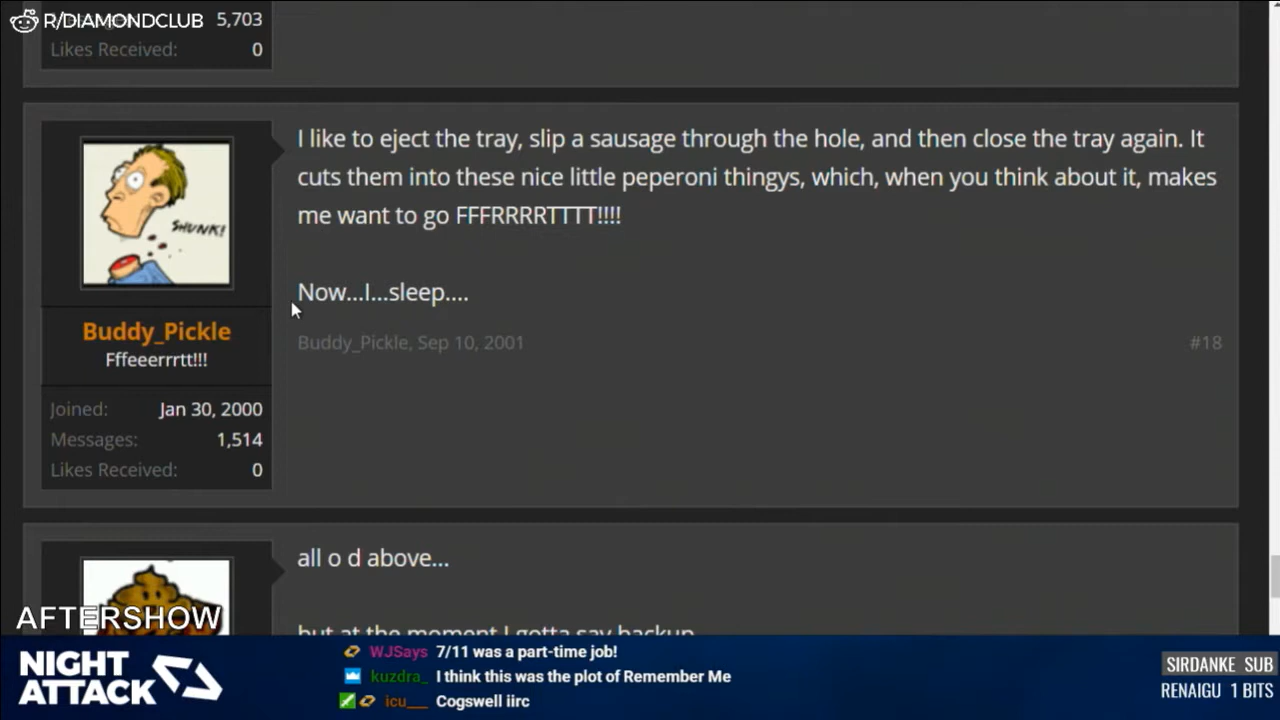 R/DIAMONDCLUB
5,703
Likes Received: 0
I like to eject the tray, slip a sausage through the hole, and then close the tray again. It
cuts them into these nice little peperoni thingys, which, when you think about it, makes
me want to go FFFRRRRTTTT!!!!
Now...I...sleep....
Buddy_Pickle, Sep 10, 2001 #18
SHUNK!
Buddy_Pickle
Fffeeerrrtt!!!
Joined: Jan 30, 2000
Messages: 1,514
Likes Received: 0
all o d above...
but at the moment I gotta say backup
AFTERSHOW
NIGHT
ATTACK
WJSays 7/11 was a part-time job!
kuzdra_ I think this was the plot of Remember Me
icu___ Cogswell iirc
SIRDANKE SUB
RENAIGU 1 BITS